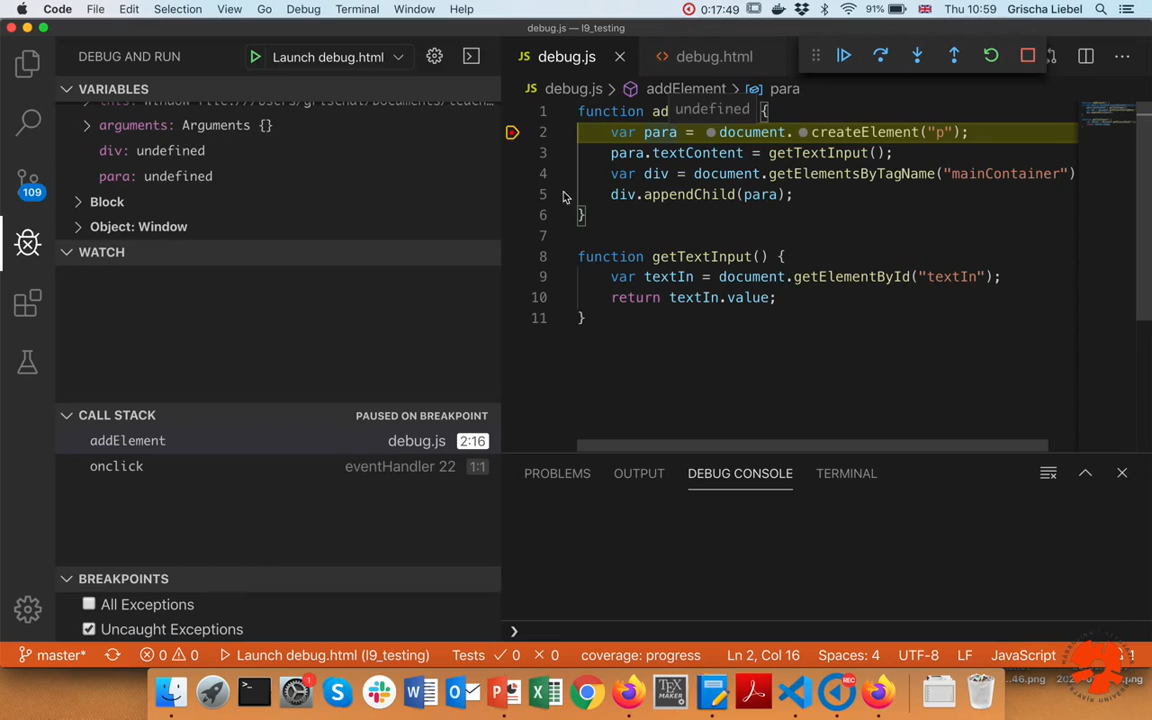 Code File Edit Selection View Go Debug Terminal Window Help 0:17:49 91% Thu 10:59 Grischa Liebel
debug.js — l9_testing
DEBUG AND RUN Launch debug.html
debug.js debug.html
VARIABLES
debug.js > addElement > para
arguments: Arguments {}
div: undefined
para: undefined
Block
Object: Window
WATCH
undefined
1 function ad {
2 var para = document. createElement("p");
3 para.textContent = getTextInput();
4 var div = document.getElementsByTagName("mainContainer")
5 div.appendChild(para);
6 }
7
8 function getTextInput() {
9 var textIn = document.getElementById("textIn");
10 return textIn.value;
11 }
109
CALL STACK PAUSED ON BREAKPOINT
addElement debug.js 2:16
onclick eventHandler 22 1:1
PROBLEMS OUTPUT DEBUG CONSOLE TERMINAL
BREAKPOINTS
All Exceptions
Uncaught Exceptions
master* 0 0 Launch debug.html (l9_testing) Tests 0 0 coverage: progress Ln 2, Col 16 Spaces: 4 UTF-8 LF JavaScript 1